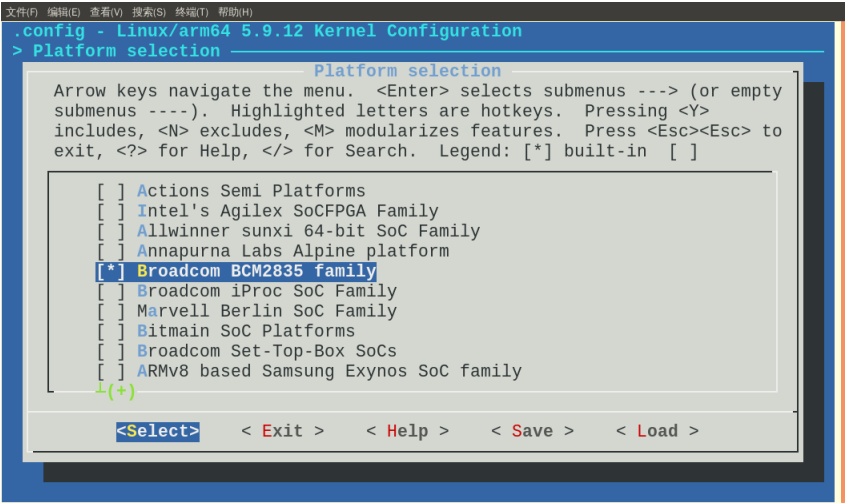 文件(F) 编辑(E) 查看(V) 搜索(S) 终端(T) 帮助(H)
.config - Linux/arm64 5.9.12 Kernel Configuration
> Platform selection
Platform selection
Arrow keys navigate the menu. <Enter> selects submenus ---> (or empty
submenus ----). Highlighted letters are hotkeys. Pressing <Y>
includes, <N> excludes, <M> modularizes features. Press <Esc><Esc> to
exit, <?> for Help, </> for Search. Legend: [*] built-in [ ]
[ ] Actions Semi Platforms
[ ] Intel's Agilex SoCFPGA Family
[ ] Allwinner sunxi 64-bit SoC Family
[ ] Annapurna Labs Alpine platform
[*] Broadcom BCM2835 family
[ ] Broadcom iProc SoC Family
[ ] Marvell Berlin SoC Family
[ ] Bitmain SoC Platforms
[ ] Broadcom Set-Top-Box SoCs
[ ] ARMv8 based Samsung Exynos SoC family
┴(+)
<Select> < Exit > < Help > < Save > < Load >